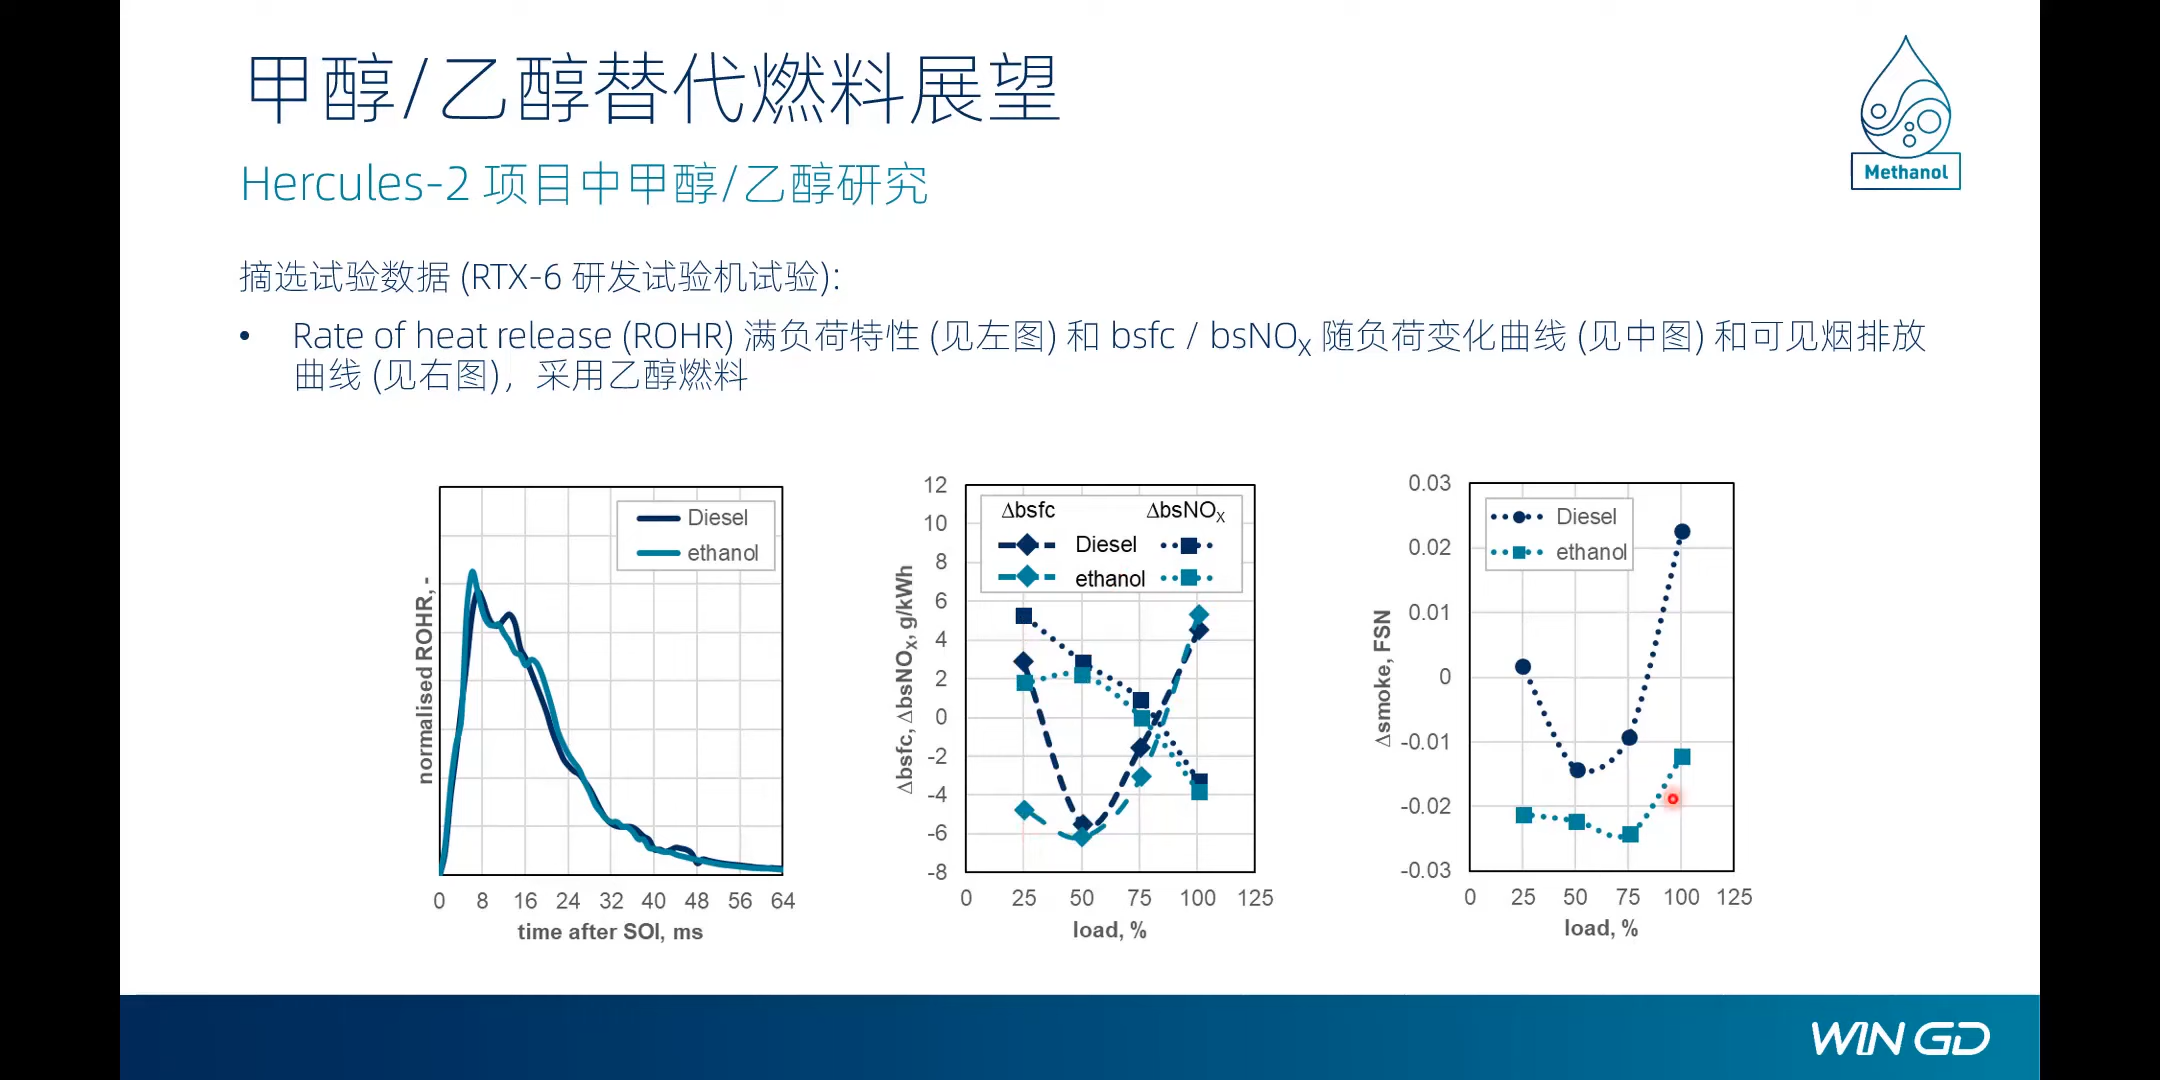 甲醇/乙醇替代燃料展望
Methanol
Hercules-2 项目中甲醇/乙醇研究
摘选试验数据 (RTX-6 研发试验机试验):
• Rate of heat release (ROHR) 满负荷特性 (见左图) 和 bsfc / bsNOX 随负荷变化曲线 (见中图) 和可见烟排放
曲线 (见右图)，采用乙醇燃料
normalised ROHR, -
Diesel
ethanol
0 8 16 24 32 40 48 56 64
time after SOI, ms
Δbsfc, ΔbsNOX, g/kWh
12
10
8
6
4
2
0
-2
-4
-6
-8
Δbsfc ΔbsNOX
Diesel
ethanol
0 25 50 75 100 125
load, %
Δsmoke, FSN
0.03
0.02
0.01
0
-0.01
-0.02
-0.03
Diesel
ethanol
0 25 50 75 100 125
load, %
WIN GD